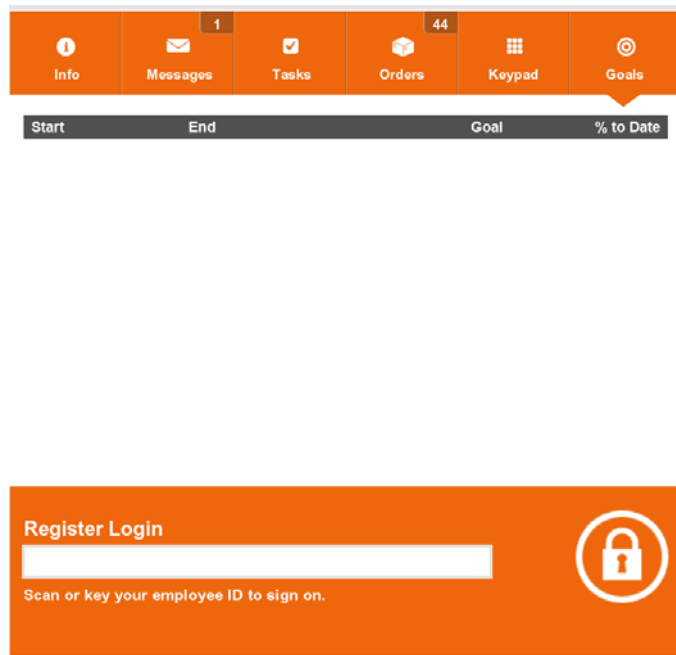 1 44
Info Messages Tasks Orders Keypad Goals
Start End Goal % to Date
Register Login
Scan or key your employee ID to sign on.